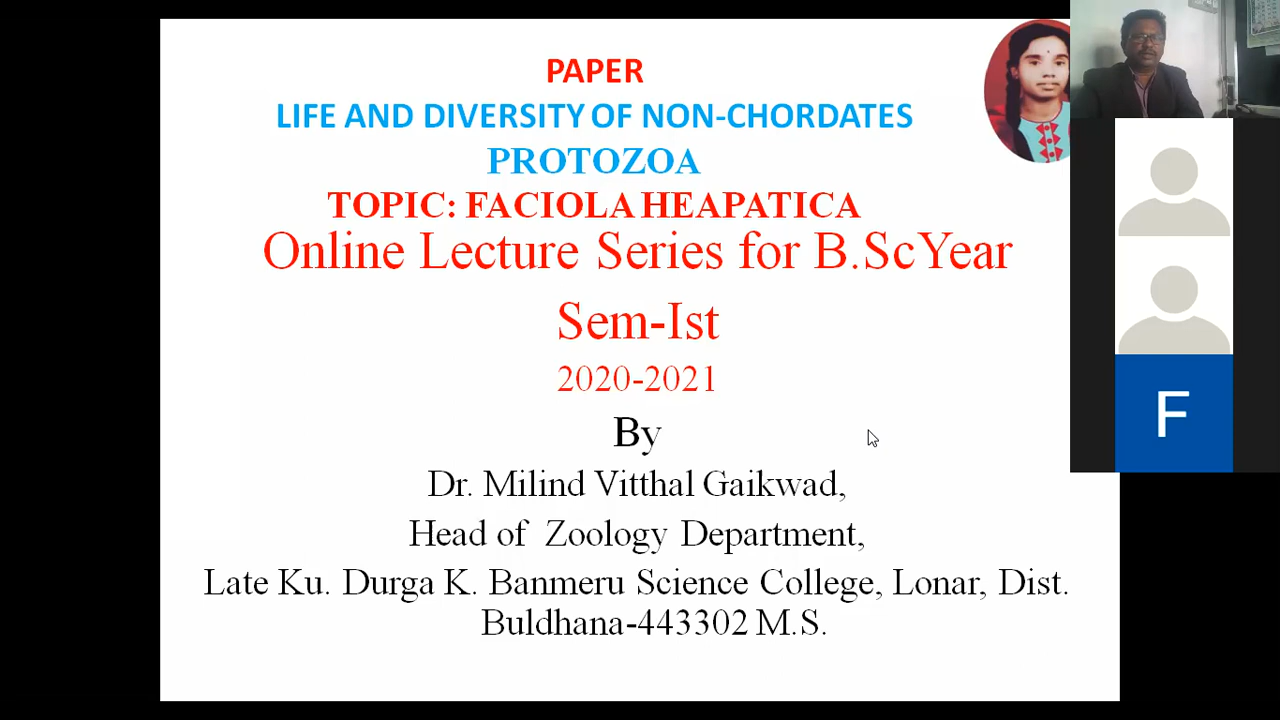 PAPER
LIFE AND DIVERSITY OF NON-CHORDATES
PROTOZOA
TOPIC: FACIOLA HEAPATICA
Online Lecture Series for B.ScYear
Sem-Ist
2020-2021
By
Dr. Milind Vitthal Gaikwad,
Head of Zoology Department,
Late Ku. Durga K. Banmeru Science College, Lonar, Dist.
Buldhana-443302 M.S.
F